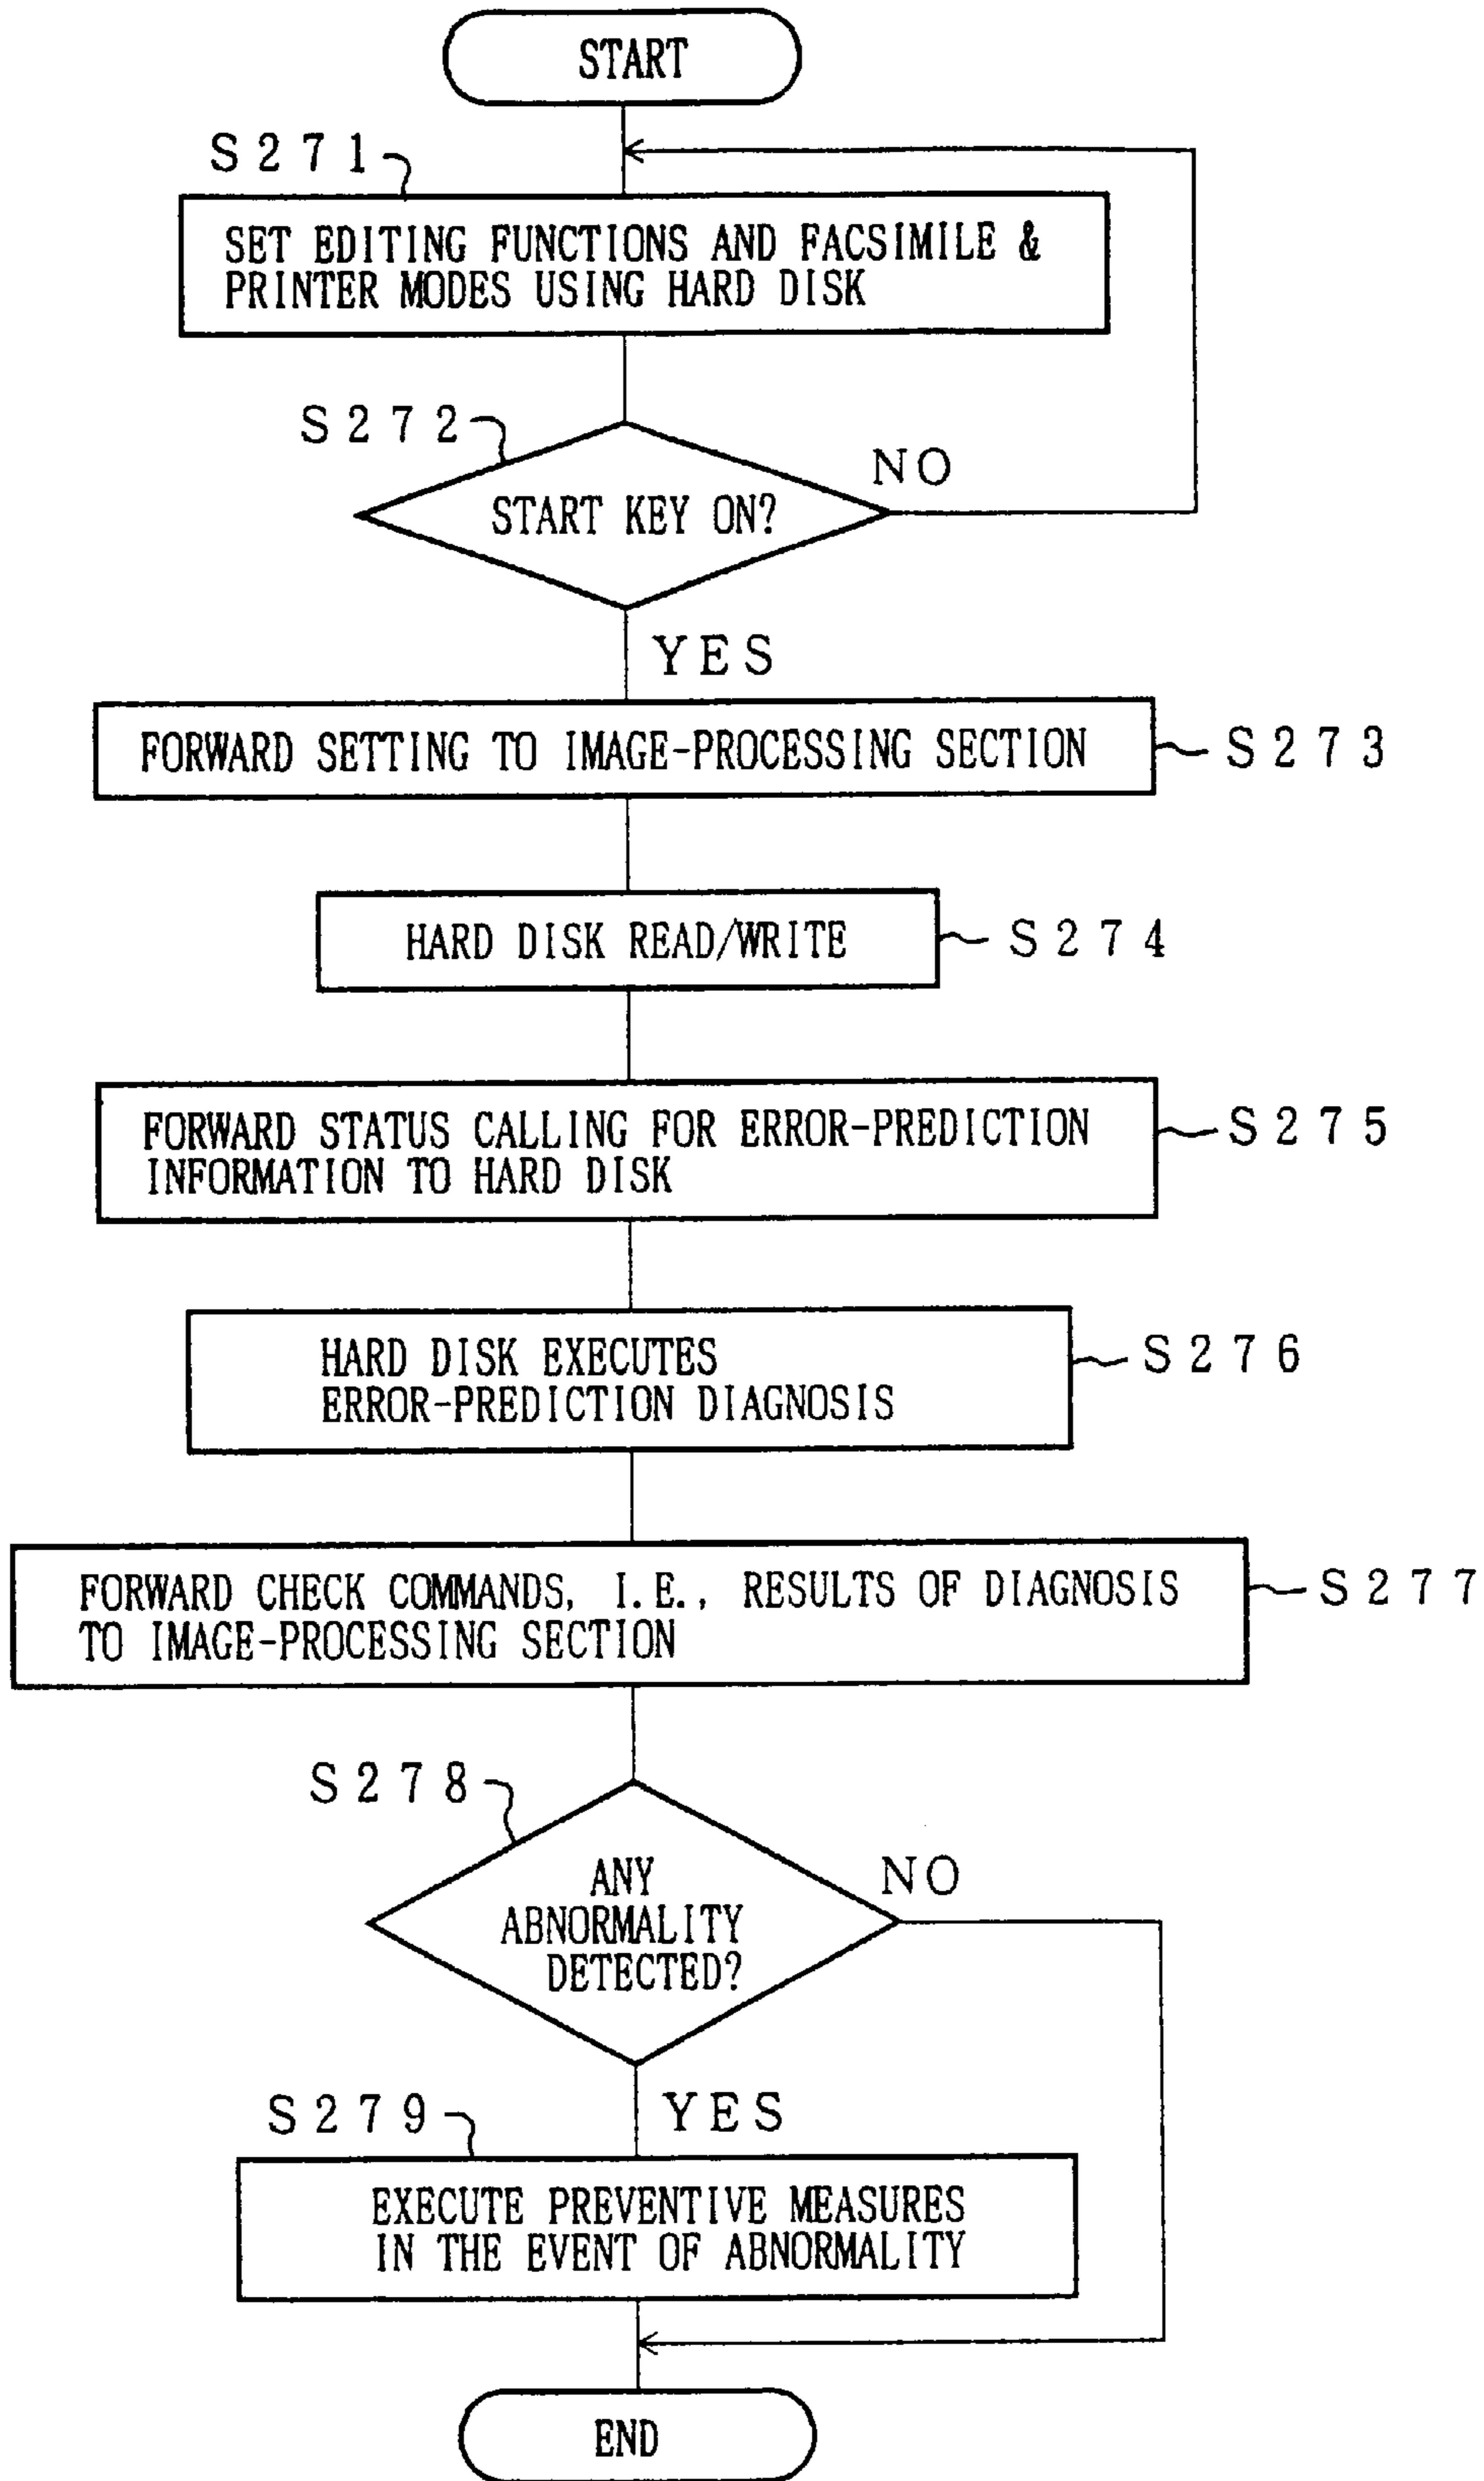 START
S271
SET EDITING FUNCTIONS AND FACSIMILE &
PRINTER MODES USING HARD DISK
S272
START KEY ON?
NO
YES
FORWARD SETTING TO IMAGE-PROCESSING SECTION
S273
HARD DISK READ/WRITE
S274
FORWARD STATUS CALLING FOR ERROR-PREDICTION
INFORMATION TO HARD DISK
S275
HARD DISK EXECUTES
ERROR-PREDICTION DIAGNOSIS
S276
FORWARD CHECK COMMANDS, I.E., RESULTS OF DIAGNOSIS
TO IMAGE-PROCESSING SECTION
S277
S278
ANY
ABNORMALITY
DETECTED?
NO
YES
S279
EXECUTE PREVENTIVE MEASURES
IN THE EVENT OF ABNORMALITY
END